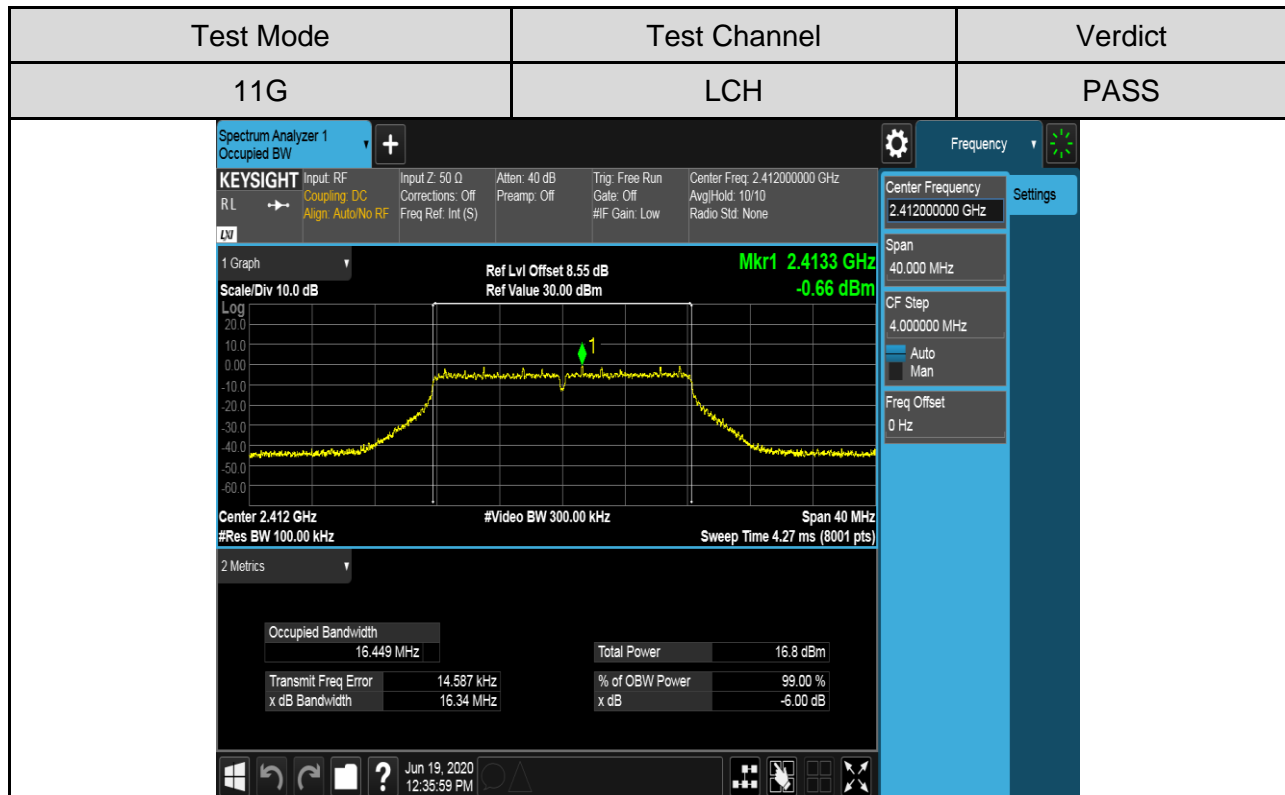 Test Mode Test Channel Verdict
11G LCH PASS
Spectrum Analyzer 1
Occupied BW
+
Frequency
KEYSIGHT Input: RF Input Z: 50 Ω Atten: 40 dB Trig: Free Run Center Freq: 2.412000000 GHz
R L Coupling: DC Corrections: Off Preamp: Off Gate: Off Avg|Hold: 10/10
Align: Auto/No RF Freq Ref: Int (S) #IF Gain: Low Radio Std: None
LXI
Center Frequency
2.412000000 GHz
Settings
Span
40.000 MHz
CF Step
4.000000 MHz
Auto
Man
Freq Offset
0 Hz
1 Graph Ref Lvl Offset 8.55 dB Mkr1 2.4133 GHz
Scale/Div 10.0 dB Ref Value 30.00 dBm -0.66 dBm
Log
20.0
10.0
0.00
-10.0
-20.0
-30.0
-40.0
-50.0
-60.0
1
Center 2.412 GHz #Video BW 300.00 kHz Span 40 MHz
#Res BW 100.00 kHz Sweep Time 4.27 ms (8001 pts)
2 Metrics
Occupied Bandwidth
16.449 MHz Total Power 16.8 dBm
Transmit Freq Error 14.587 kHz % of OBW Power 99.00 %
x dB Bandwidth 16.34 MHz x dB -6.00 dB
? Jun 19, 2020
12:35:59 PM